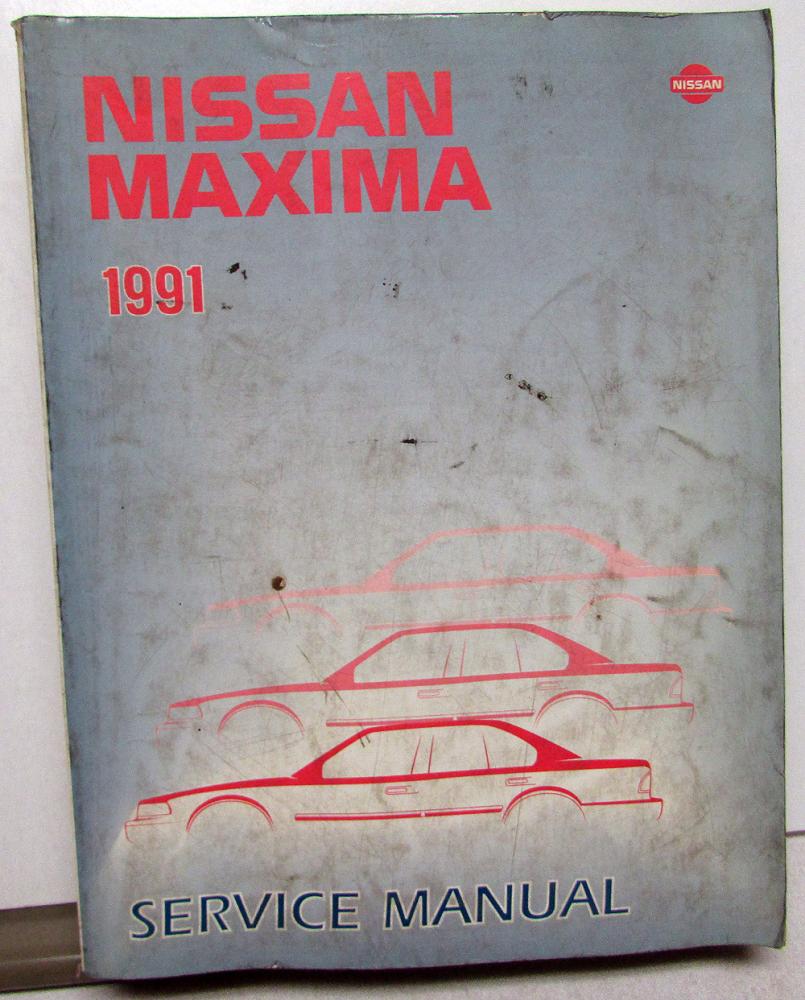 NISSAN
MAXIMA
NISSAN
1991
SERVICE MANUAL